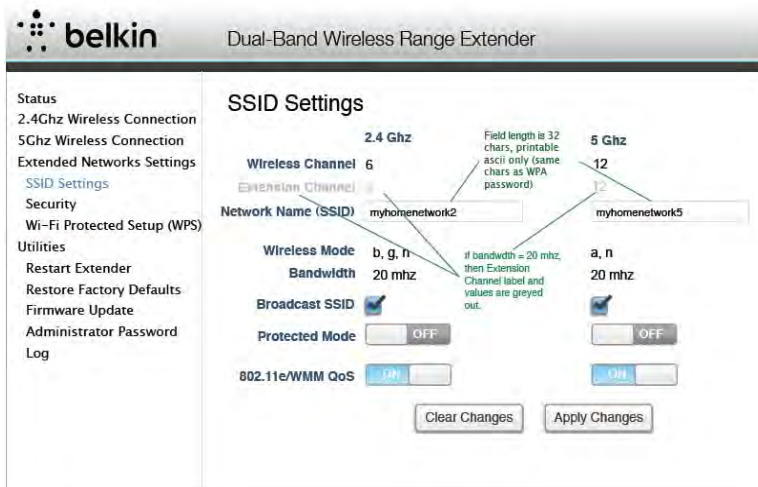 belkin
Dual-Band Wireless Range Extender
Status
2.4Ghz Wireless Connection
5Ghz Wireless Connection
Extended Networks Settings
SSID Settings
Security
Wi-Fi Protected Setup (WPS)
Utilities
Restart Extender
Restore Factory Defaults
Firmware Update
Administrator Password
Log
SSID Settings
2.4 Ghz
5 Ghz
Field length is 32
chars, printable
ascii only (same
chars as WPA
password)
Wireless Channel 6 12
Extension Channel 12
Network Name (SSID) myhomenetwork2 myhomenetwork5
Wireless Mode b, g, n a, n
Bandwidth 20 mhz 20 mhz
if bandwdth = 20 mhz,
then Extension
Channel label and
values are greyed
out.
Broadcast SSID
Protected Mode OFF OFF
802.11e/WMM QoS ON ON
Clear Changes Apply Changes